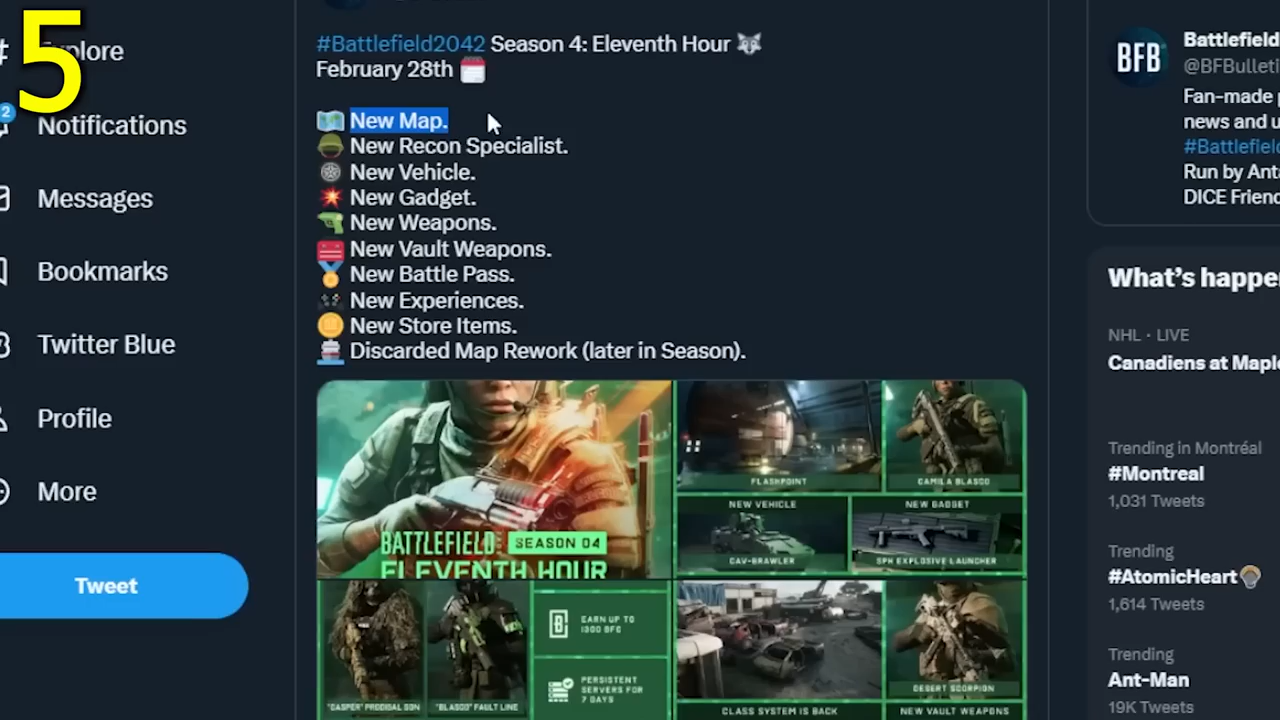 5
Explore
Notifications
2
Messages
Bookmarks
Twitter Blue
Profile
More
Tweet
#Battlefield2042 Season 4: Eleventh Hour
February 28th
New Map.
New Recon Specialist.
New Vehicle.
New Gadget.
New Weapons.
New Vault Weapons.
New Battle Pass.
New Experiences.
New Store Items.
Discarded Map Rework (later in Season).
BATTLEFIELD: SEASON 04
ELEVENTH HOUR
FLASHPOINT
CAMILA BLASCO
NEW VEHICLE
NEW GADGET
CAV-BRAWLER
SPH EXPLOSIVE LAUNCHER
"CASPER" PRODIGAL SON
"BLASCO" FAULT LINE
EARN UP TO
1300 BFC
PERSISTENT
SERVERS FOR
7 DAYS
DESERT SCORPION
CLASS SYSTEM IS BACK
NEW VAULT WEAPONS
BFB
Battlefield
@BFBulleti
Fan-made
news and u
#Battlefield
Run by Anta
DICE Friend
What's happe
NHL · LIVE
Canadiens at Maple
Trending in Montréal
#Montreal
1,031 Tweets
Trending
#AtomicHeart
1,614 Tweets
Trending
Ant-Man
19K Tweets